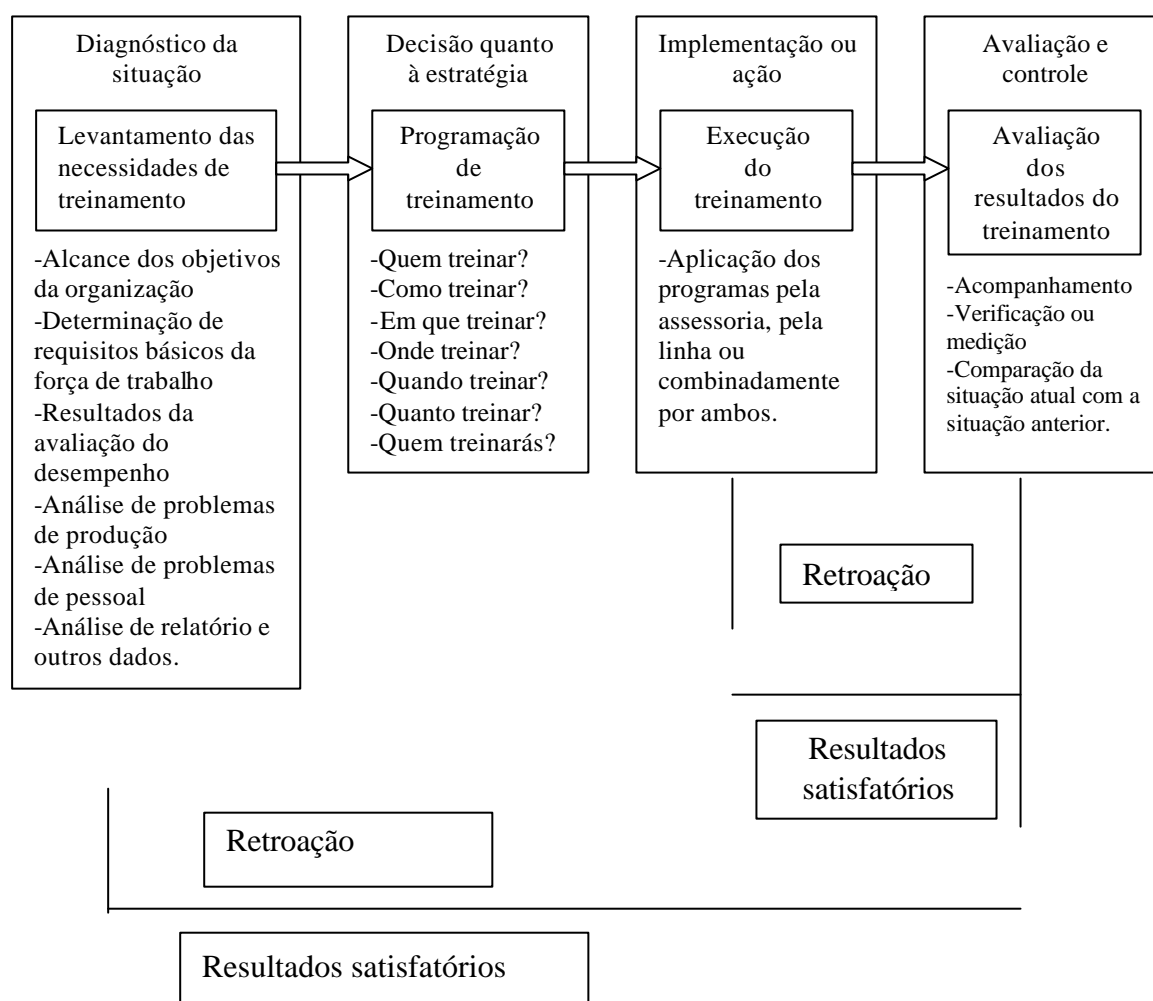 Diagnóstico da
situação
Levantamento das
necessidades de
treinamento
-Alcance dos objetivos
da organização
-Determinação de
requisitos básicos da
força de trabalho
-Resultados da
avaliação do
desempenho
-Análise de problemas
de produção
-Análise de problemas
de pessoal
-Análise de relatório e
outros dados.
Decisão quanto
à estratégia
Programação
de
treinamento
-Quem treinar?
-Como treinar?
-Em que treinar?
-Onde treinar?
-Quando treinar?
-Quanto treinar?
-Quem treinarás?
Implementação ou
ação
Execução
do
treinamento
-Aplicação dos
programas pela
assessoria, pela
linha ou
combinadamente
por ambos.
Avaliação e
controle
Avaliação
dos
resultados do
treinamento
-Acompanhamento
-Verificação ou
medição
-Comparação da
situação atual com a
situação anterior.
Retroação
Resultados
satisfatórios
Retroação
Resultados satisfatórios